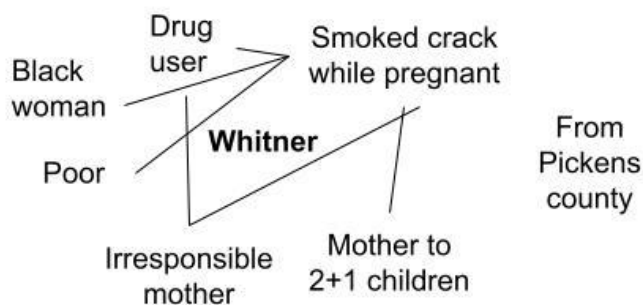 Drug
user
Smoked crack
while pregnant
Black
woman
Whitner
From
Pickens
county
Poor
Irresponsible
mother
Mother to
2+1 children